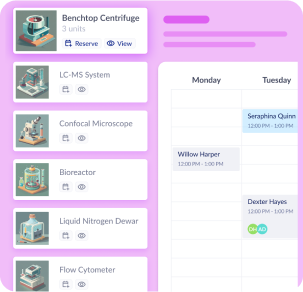 Benchtop Centrifuge
3 units
Reserve
View
LC-MS System
Confocal Microscope
Bioreactor
Liquid Nitrogen Dewar
Flow Cytometer
Monday
Tuesday
Seraphina Quinn
12:00 PM - 1:00 PM
Willow Harper
12:00 PM - 1:00 PM
Dexter Hayes
12:00 PM - 1:00 PM